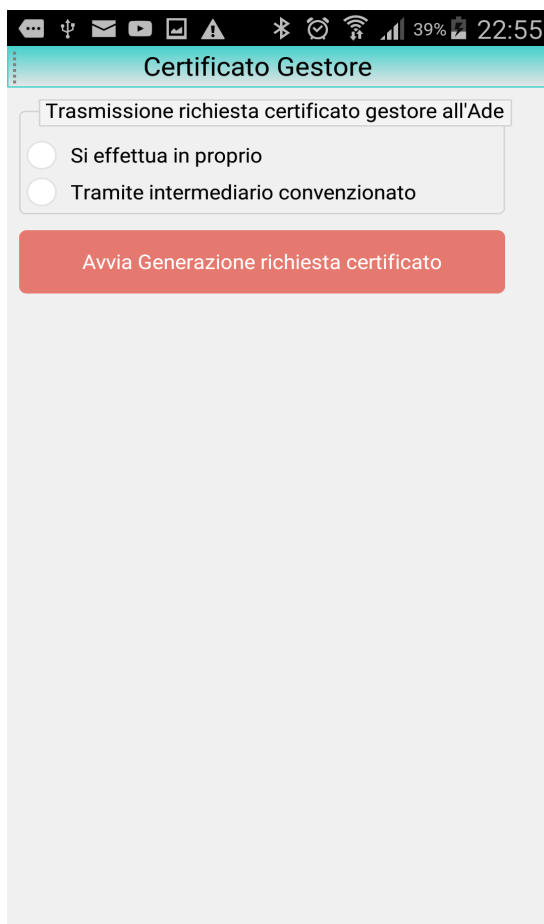 39% 22:55
Certificato Gestore
Trasmissione richiesta certificato gestore all'Ade
Si effettua in proprio
Tramite intermediario convenzionato
Avvia Generazione richiesta certificato